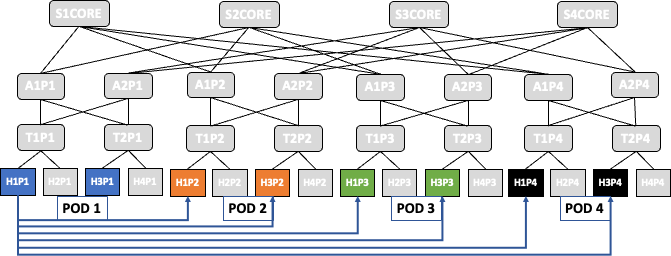 S1CORE S2CORE S3CORE S4CORE
A1P1 A2P1 A1P2 A2P2 A1P3 A2P3 A1P4 A2P4
T1P1 T2P1 T1P2 T2P2 T1P3 T2P3 T1P4 T2P4
H1P1 H2P1 H3P1 H4P1 H1P2 H2P2 H3P2 H4P2 H1P3 H2P3 H3P3 H4P3 H1P4 H2P4 H3P4 H4P4
POD 1 POD 2 POD 3 POD 4